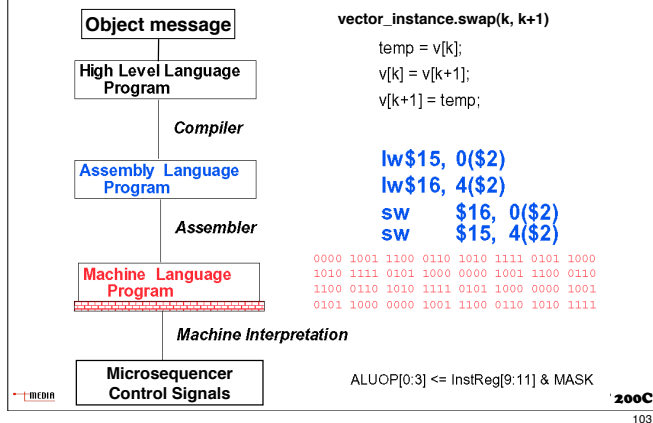 Object message
vector_instance.swap(k, k+1)
High Level Language
Program
temp = v[k];
v[k] = v[k+1];
v[k+1] = temp;
Compiler
Assembly Language
Program
lw$15, 0($2)
lw$16, 4($2)
sw $16, 0($2)
sw $15, 4($2)
Assembler
Machine Language
Program
0000 1001 1100 0110 1010 1111 0101 1000
1010 1111 0101 1000 0000 1001 1100 0110
1100 0110 1010 1111 0101 1000 0000 1001
0101 1000 0000 1001 1100 0110 1010 1111
Machine Interpretation
Microsequencer
Control Signals
ALUOP[0:3] <= InstReg[9:11] & MASK
MEDIA
200C
103